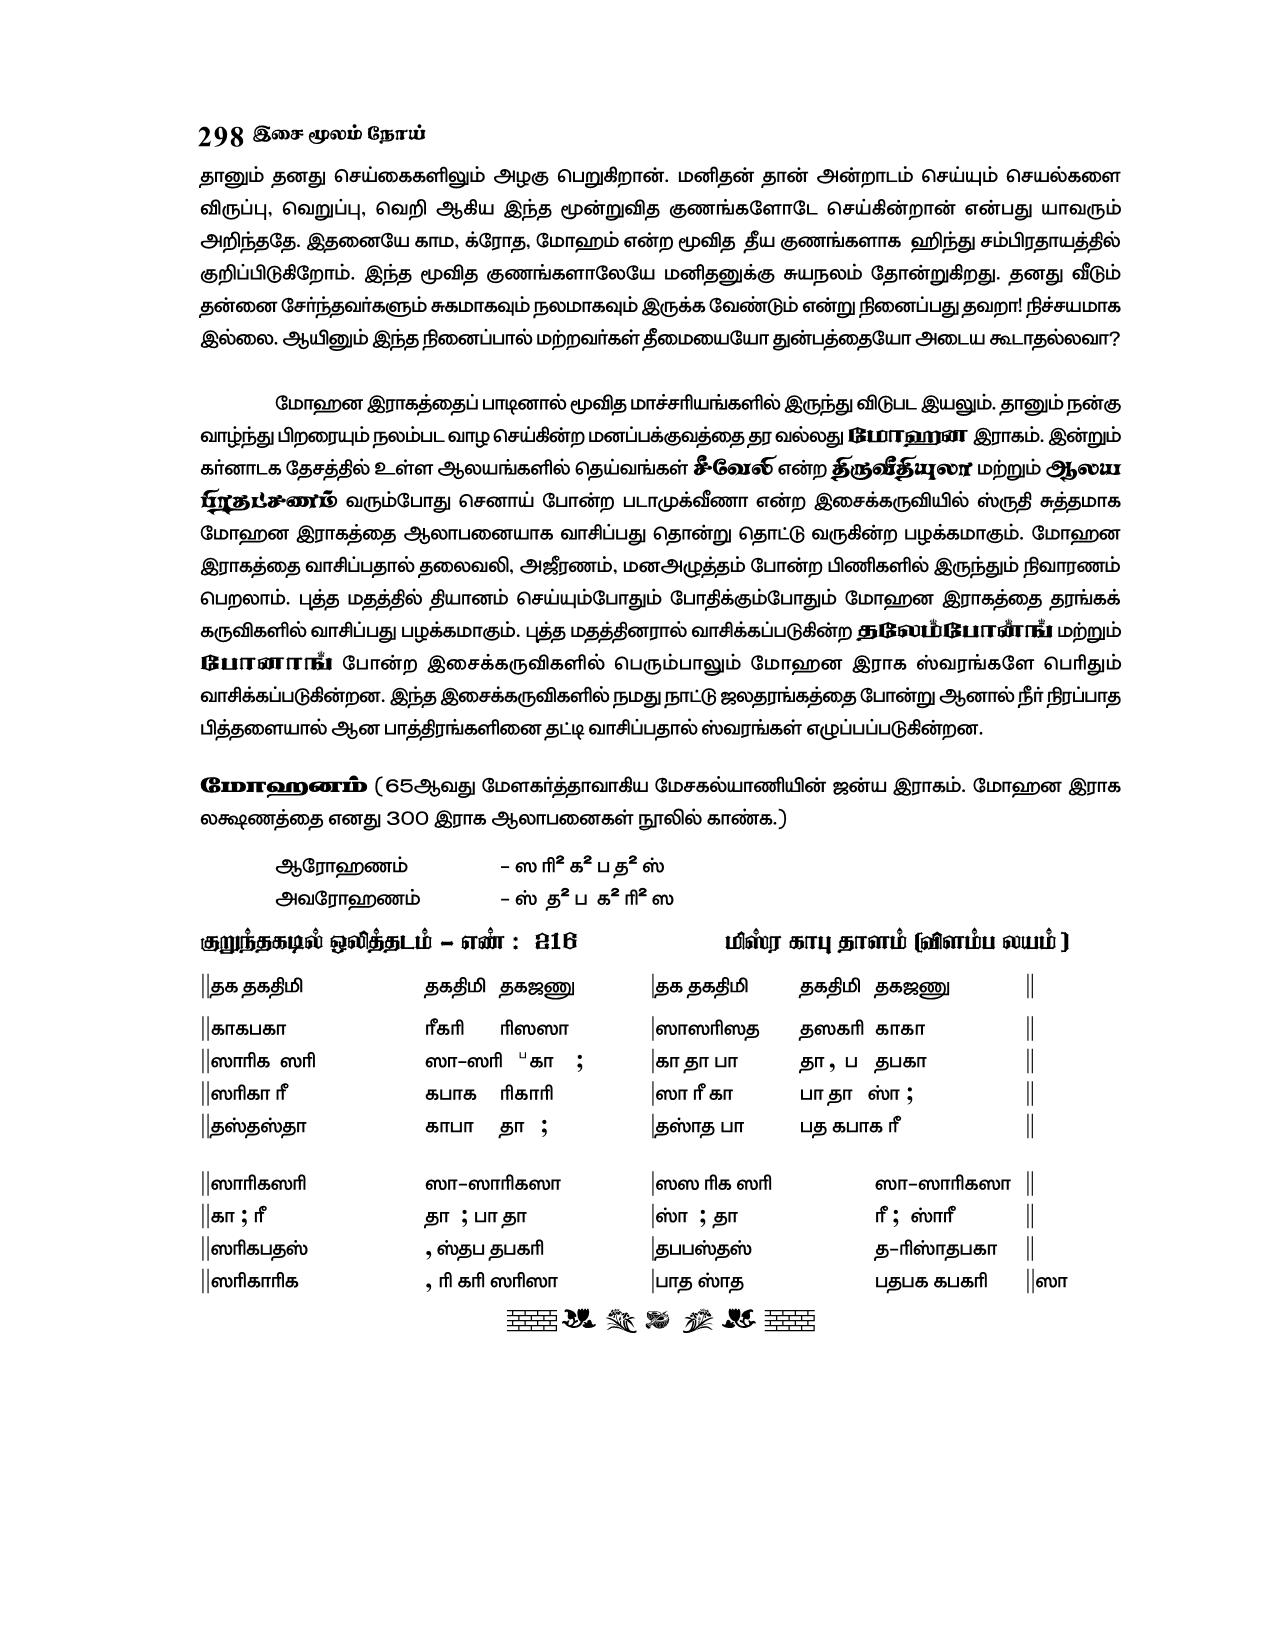 298 இசை மூலம் நோய்
தானும் தனது செய்கைகளிலும் அழகு பெறுகிறான். மனிதன் தான் அன்றாடம் செய்யும் செயல்களை
விருப்பு, வெறுப்பு, வெறி ஆகிய இந்த மூன்றுவித குணங்களோடே செய்கின்றான் என்பது யாவரும்
அறிந்ததே. இதனையே காம, க்ரோத, மோஹம் என்ற மூவித தீய குணங்களாக ஹிந்து சம்பிரதாயத்தில்
குறிப்பிடுகிறோம். இந்த மூவித குணங்களாலேயே மனிதனுக்கு சுயநலம் தோன்றுகிறது. தனது வீடும்
தன்னை சேர்ந்தவர்களும் சுகமாகவும் நலமாகவும் இருக்க வேண்டும் என்று நினைப்பது தவறா! நிச்சயமாக
இல்லை. ஆயினும் இந்த நினைப்பால் மற்றவர்கள் தீமையையோ துன்பத்தையோ அடைய கூடாதல்லவா?
மோஹன இராகத்தைப் பாடினால் மூவித மாச்சரியங்களில் இருந்து விடுபட இயலும். தானும் நன்கு
வாழ்ந்து பிறரையும் நலம்பட வாழ செய்கின்ற மனப்பக்குவத்தை தர வல்லது மோஹன இராகம். இன்றும்
கர்னாடக தேசத்தில் உள்ள ஆலயங்களில் தெய்வங்கள் சீவேலி என்ற திருவீதியுலா மற்றும் ஆலய
பிரதட்சணம் வரும்போது செனாய் போன்ற படாமுக்வீணா என்ற இசைக்கருவியில் ஸ்ருதி சுத்தமாக
மோஹன இராகத்தை ஆலாபனையாக வாசிப்பது தொன்று தொட்டு வருகின்ற பழக்கமாகும். மோஹன
இராகத்தை வாசிப்பதால் தலைவலி, அஜீரணம், மனஅழுத்தம் போன்ற பிணிகளில் இருந்தும் நிவாரணம்
பெறலாம். புத்த மதத்தில் தியானம் செய்யும்போதும் போதிக்கும்போதும் மோஹன இராகத்தை தரங்கக்
கருவிகளில் வாசிப்பது பழக்கமாகும். புத்த மதத்தினரால் வாசிக்கப்படுகின்ற தலேம்போன்ங் மற்றும்
போனாங் போன்ற இசைக்கருவிகளில் பெரும்பாலும் மோஹன இராக ஸ்வரங்களே பெரிதும்
வாசிக்கப்படுகின்றன. இந்த இசைக்கருவிகளில் நமது நாட்டு ஜலதரங்கத்தை போன்று ஆனால் நீர் நிரப்பாத
பித்தளையால் ஆன பாத்திரங்களினை தட்டி வாசிப்பதால் ஸ்வரங்கள் எழுப்பப்படுகின்றன.
மோஹனம் (65ஆவது மேளகர்த்தாவாகிய மேசகல்யாணியின் ஜன்ய இராகம். மோஹன இராக
லக்ஷணத்தை எனது 300 இராக ஆலாபனைகள் நூலில் காண்க.)
ஆரோஹணம் – ஸ ரி² க² ப த² ஸ்
அவரோஹணம் – ஸ் த² ப க² ரி² ஸ
குறுந்தகடில் ஒலித்தடம் – எண் : 216 மிஸ்ர காபு தாளம் (விளம்ப லயம்)
||தக தகதிமி தகதிமி தகஜணு |தக தகதிமி தகதிமி தகஜணு ||
||காகபகா ரீகரி ரிஸஸா |ஸாஸரிஸத தஸகரி காகா ||
||ஸாரிக ஸரி ஸா–ஸரி ᵘகா ; |கா தா பா தா , ப தபகா ||
||ஸரிகா ரீ கபாக ரிகாரி |ஸா ரீ கா பா தா ஸ்ா ; ||
||தஸ்தஸ்தா காபா தா ; |தஸ்ாத பா பத கபாக ரீ ||
||ஸாரிகஸரி ஸா–ஸாரிகஸா |ஸஸ ரிக ஸரி ஸா–ஸாரிகஸா ||
||கா ; ரீ தா ; பா தா |ஸ்ா ; தா ரீ ; ஸ்ாரீ ||
||ஸரிகபதஸ் , ஸ்தப தபகரி |தபபஸ்தஸ் த–ரிஸ்ாதபகா ||
||ஸரிகாரிக , ரி கரி ஸரிஸா |பாத ஸ்ாத பதபக கபகரி ||ஸா